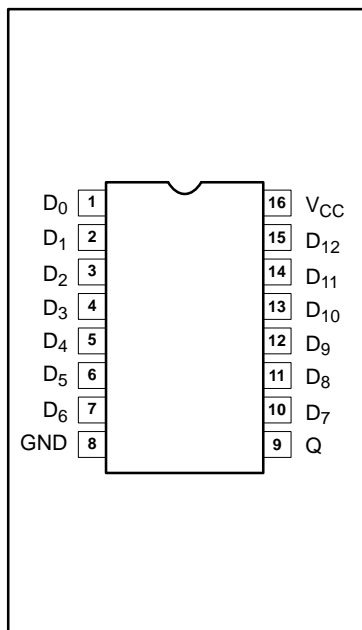 D0 1 16 VCC
D1 2 15 D12
D2 3 14 D11
D3 4 13 D10
D4 5 12 D9
D5 6 11 D8
D6 7 10 D7
GND 8 9 Q